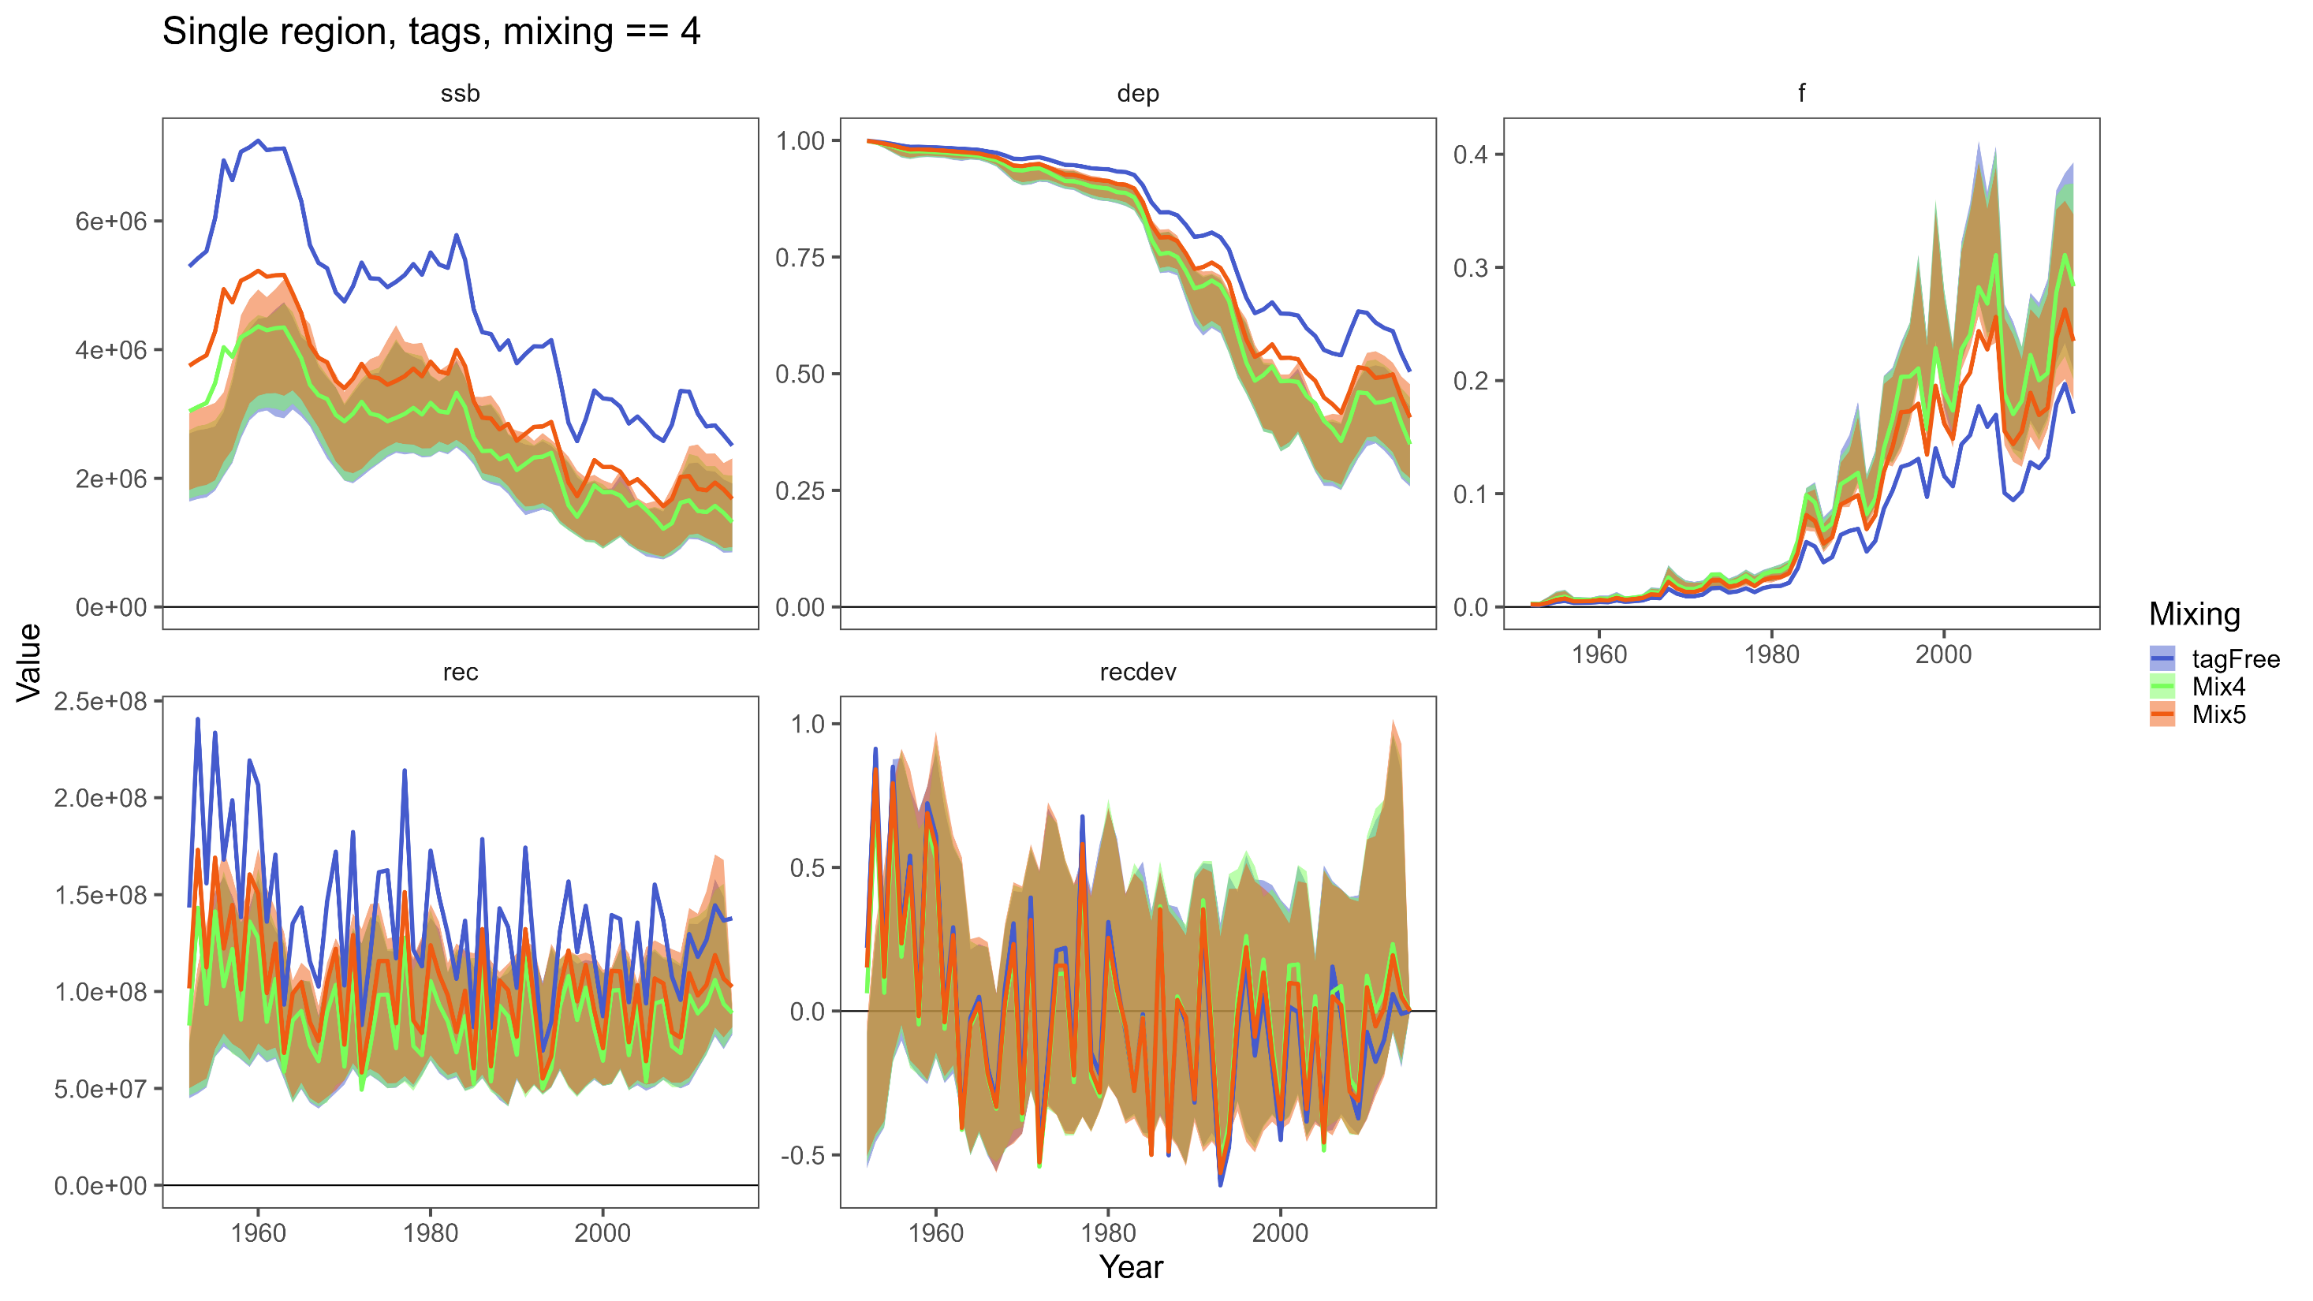 Single region, tags, mixing == 4
ssb
dep
f
6e+06
4e+06
2e+06
0e+00
1.00
0.75
0.50
0.25
0.00
0.4
0.3
0.2
0.1
0.0
1960
1980
2000
Value
rec
recdev
2.5e+08
2.0e+08
1.5e+08
1.0e+08
5.0e+07
0.0e+00
1.0
0.5
0.0
-0.5
1960
1980
2000
1960
1980
2000
Year
Mixing
tagFree
Mix4
Mix5